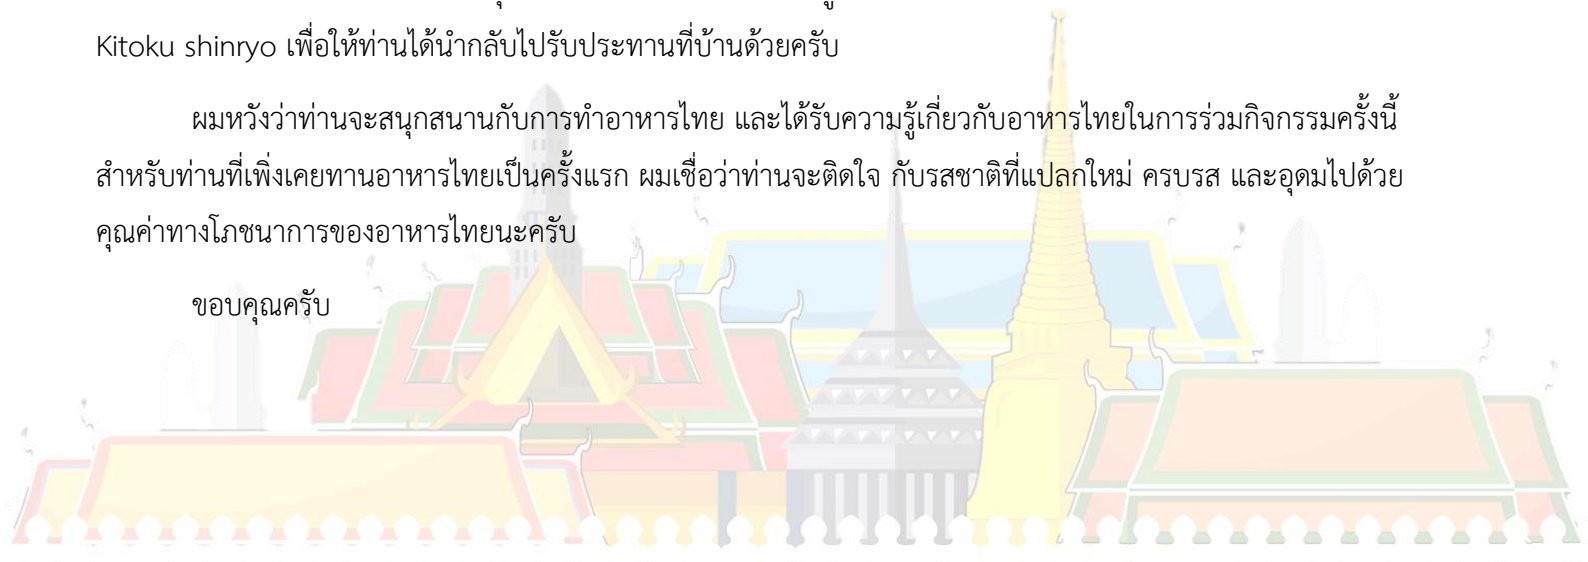 Kitoku shinryo เพื่อให้ท่านได้นำกลับไปรับประทานที่บ้านด้วยครับ
ผมหวังว่าท่านจะสนุกสนานกับการทำอาหารไทย และได้รับความรู้เกี่ยวกับอาหารไทยในการร่วมกิจกรรมครั้งนี้
สำหรับท่านที่เพิ่งเคยทานอาหารไทยเป็นครั้งแรก ผมเชื่อว่าท่านจะติดใจ กับรสชาติที่แปลกใหม่ ครบรส และอุดมไปด้วย
คุณค่าทางโภชนาการของอาหารไทยนะครับ
ขอบคุณครับ